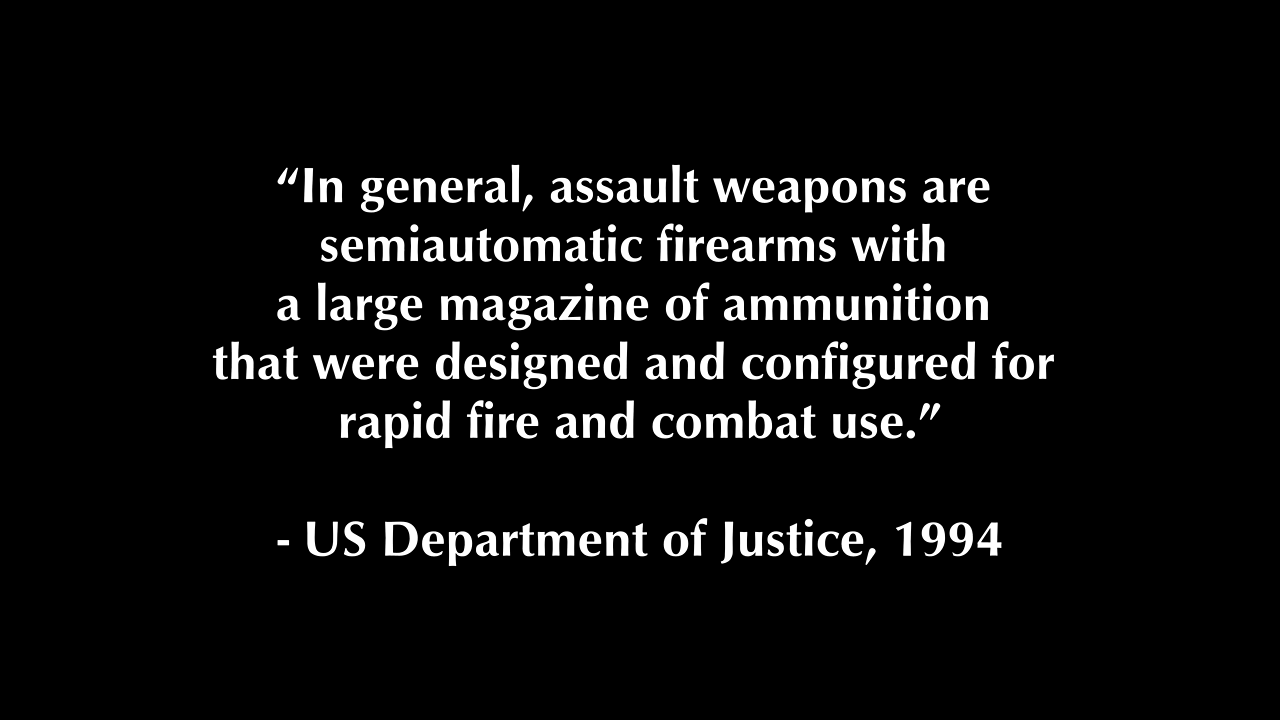 “In general, assault weapons are
semiautomatic firearms with
a large magazine of ammunition
that were designed and configured for
rapid fire and combat use.”
- US Department of Justice, 1994